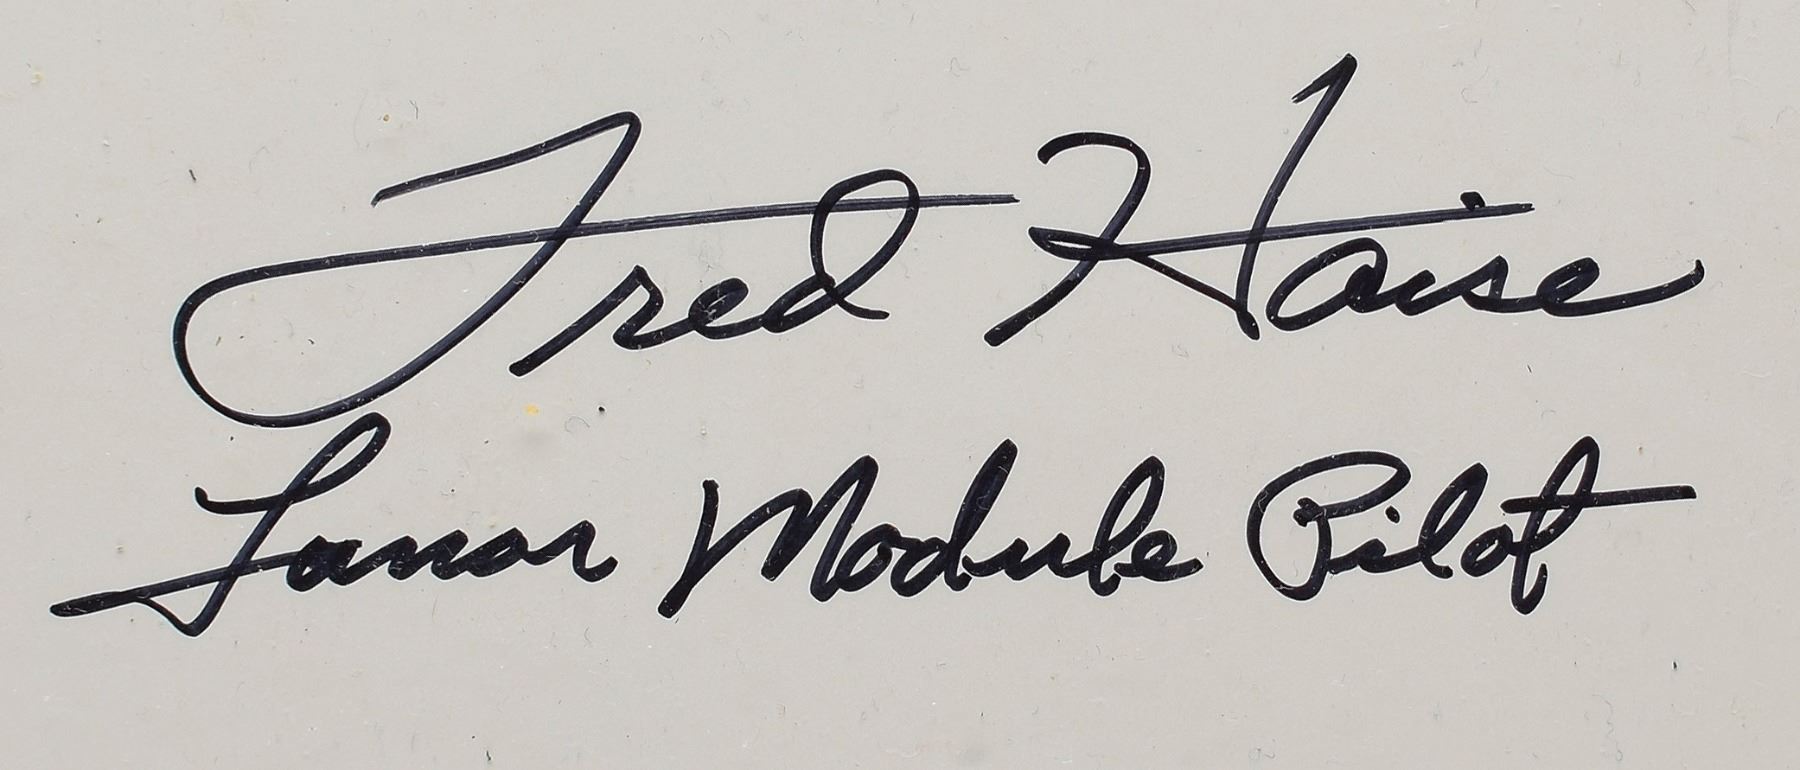 Fred Haise
Lunar Module Pilot